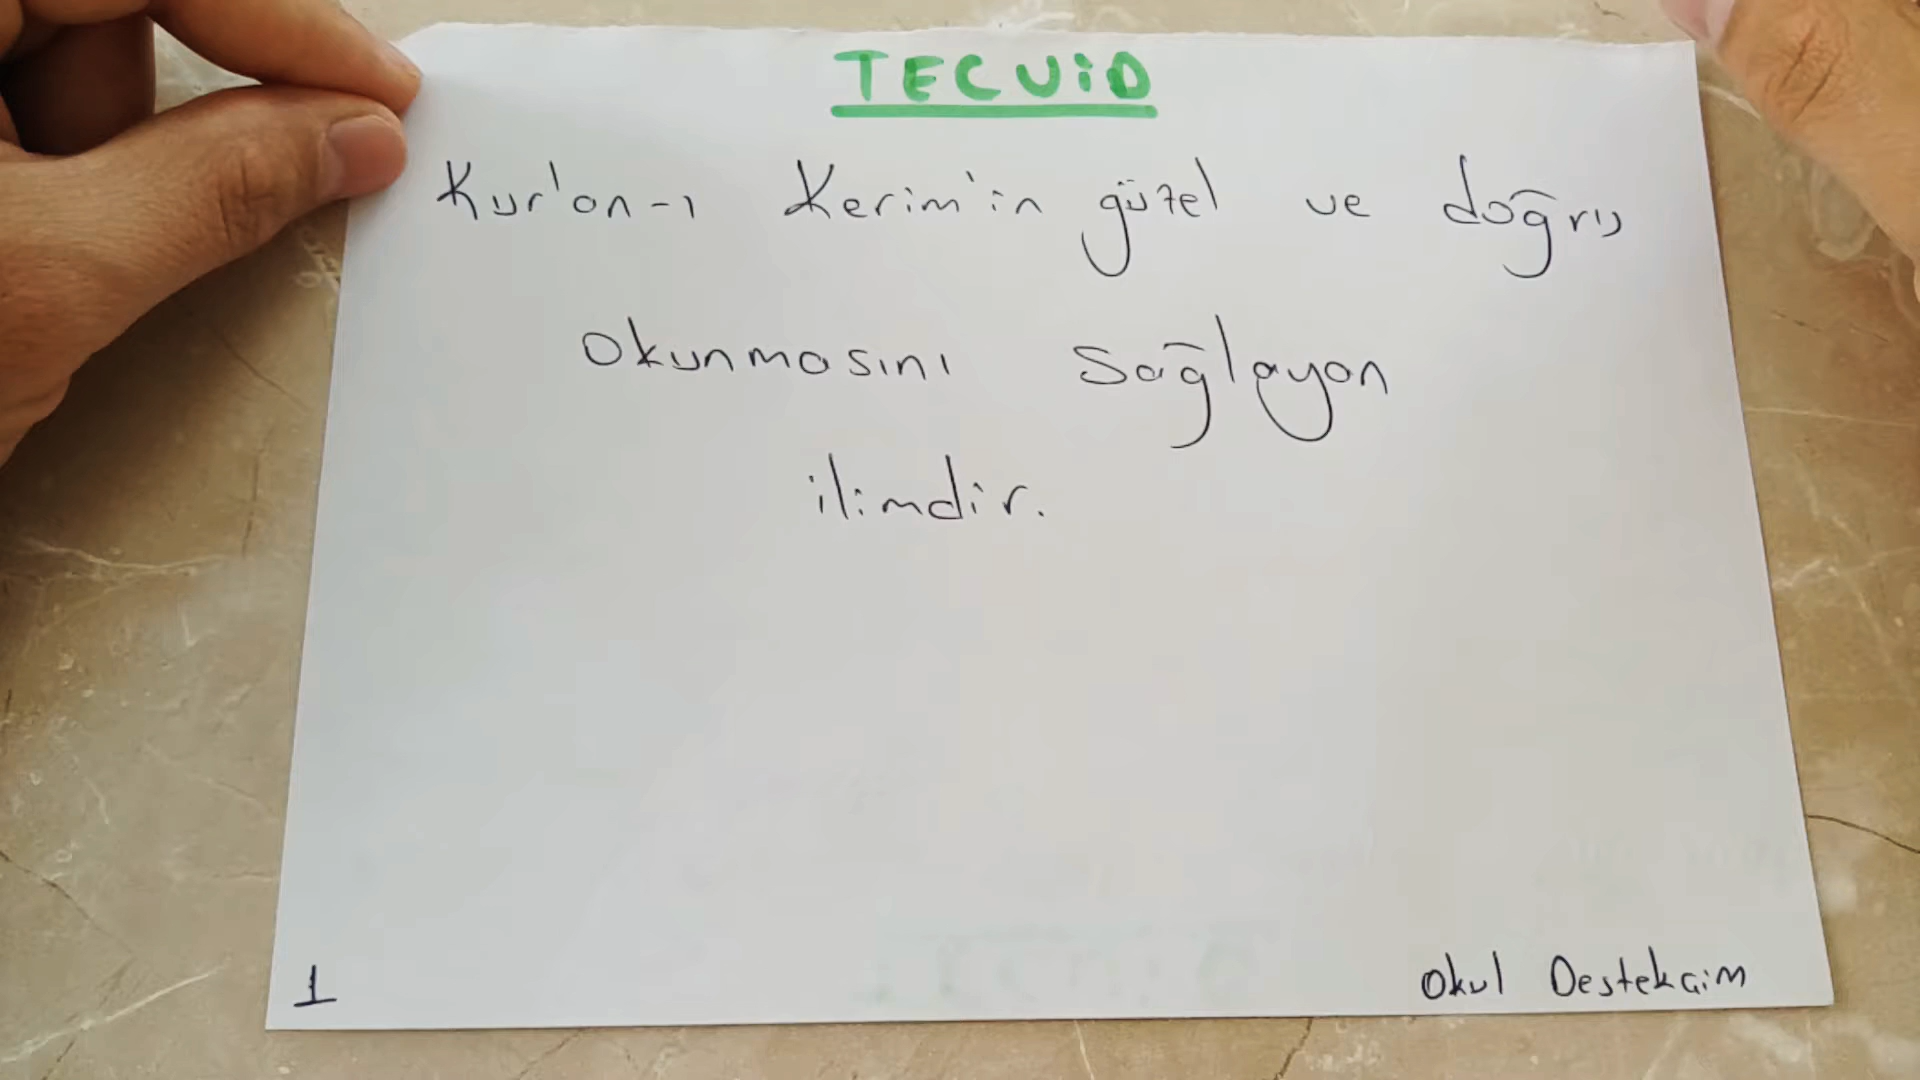 TECVİD
Kur'an-ı Kerim'in güzel ve doğru
okunmasını sağlayan
ilimdir.
1
Okul Destekçim